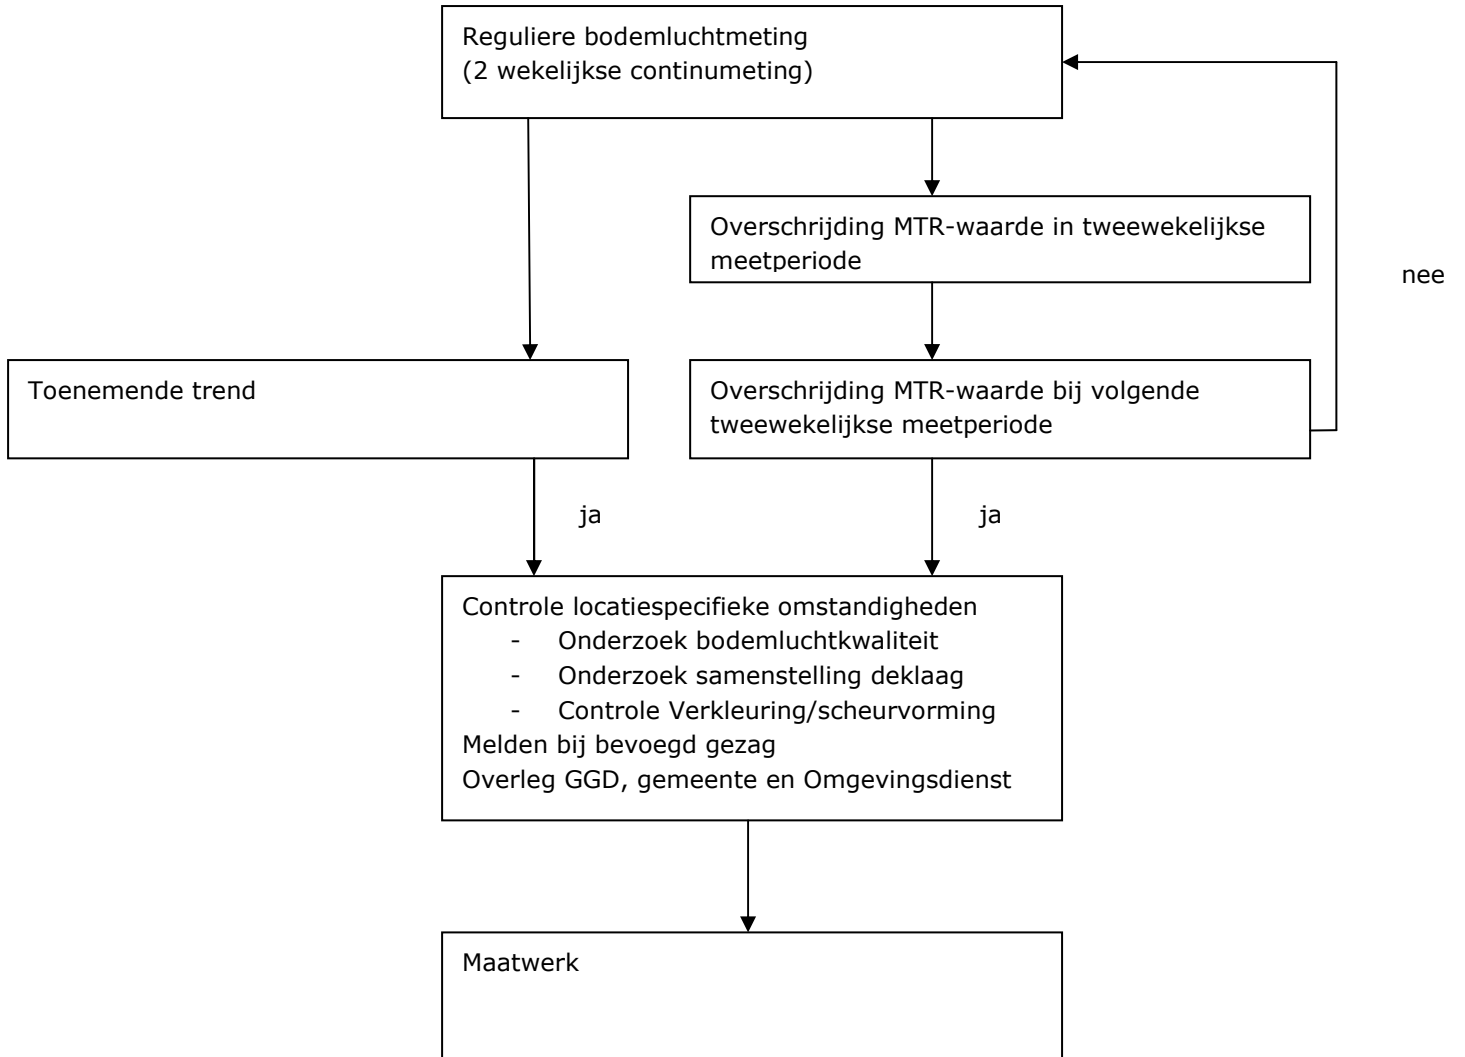 Reguliere bodemluchtmeting
(2 wekelijkse continumeting)
Overschrijding MTR-waarde in tweewekelijkse
meetperiode
nee
Toenemende trend
Overschrijding MTR-waarde bij volgende
tweewekelijkse meetperiode
ja
ja
Controle locatiespecifieke omstandigheden
- Onderzoek bodemluchtkwaliteit
- Onderzoek samenstelling deklaag
- Controle Verkleuring/scheurvorming
Melden bij bevoegd gezag
Overleg GGD, gemeente en Omgevingsdienst
Maatwerk